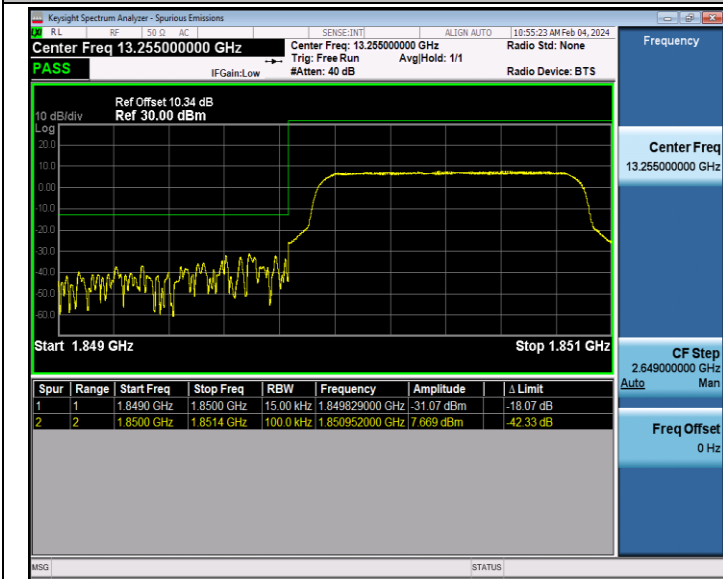 Keysight Spectrum Analyzer - Spurious Emissions
LXI RL RF 50 Ω AC SENSE:INT ALIGN AUTO 10:55:23 AM Feb 04, 2024
Center Freq 13.255000000 GHz
Center Freq: 13.255000000 GHz
Radio Std: None
PASS
IFGain:Low
Trig: Free Run Avg|Hold: 1/1
#Atten: 40 dB
Radio Device: BTS
Frequency
Ref Offset 10.34 dB
10 dB/div Ref 30.00 dBm
Log
20.0
10.0
0.00
-10.0
-20.0
-30.0
-40.0
-50.0
-60.0
Start 1.849 GHz Stop 1.851 GHz
Spur Range Start Freq Stop Freq RBW Frequency Amplitude Δ Limit
1 1 1.8490 GHz 1.8500 GHz 15.00 kHz 1.849829000 GHz -31.07 dBm -18.07 dB
2 2 1.8500 GHz 1.8514 GHz 100.0 kHz 1.850952000 GHz 7.669 dBm -42.33 dB
Center Freq
13.255000000 GHz
CF Step
2.649000000 GHz
Auto Man
Freq Offset
0 Hz
MSG STATUS